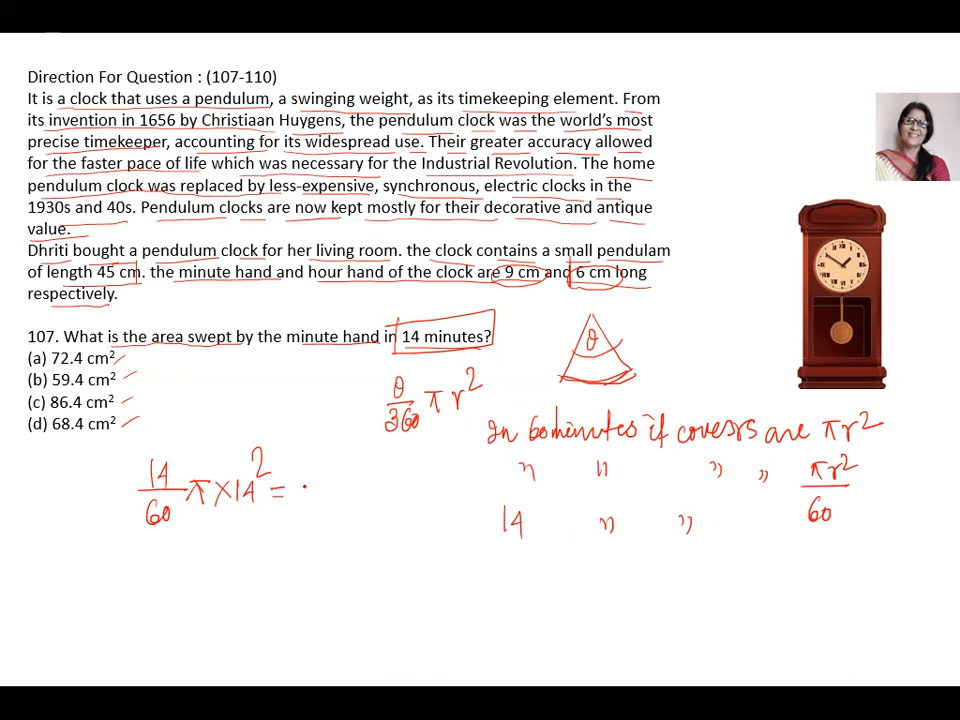 Direction For Question : (107-110)
It is a clock that uses a pendulum, a swinging weight, as its timekeeping element. From
its invention in 1656 by Christiaan Huygens, the pendulum clock was the world's most
precise timekeeper, accounting for its widespread use. Their greater accuracy allowed
for the faster pace of life which was necessary for the Industrial Revolution. The home
pendulum clock was replaced by less-expensive, synchronous, electric clocks in the
1930s and 40s. Pendulum clocks are now kept mostly for their decorative and antique
value.
Dhriti bought a pendulum clock for her living room. the clock contains a small pendulam
of length 45 cm. the minute hand and hour hand of the clock are 9 cm and 6 cm long
respectively.
107. What is the area swept by the minute hand in 14 minutes?
(a) 72.4 cm²
(b) 59.4 cm²
(c) 86.4 cm²
(d) 68.4 cm²
θ
θ/360 π r²
In 60 minutes if covers are πr²
" " " " πr²/60
14 " "
14/60 π × 14² =